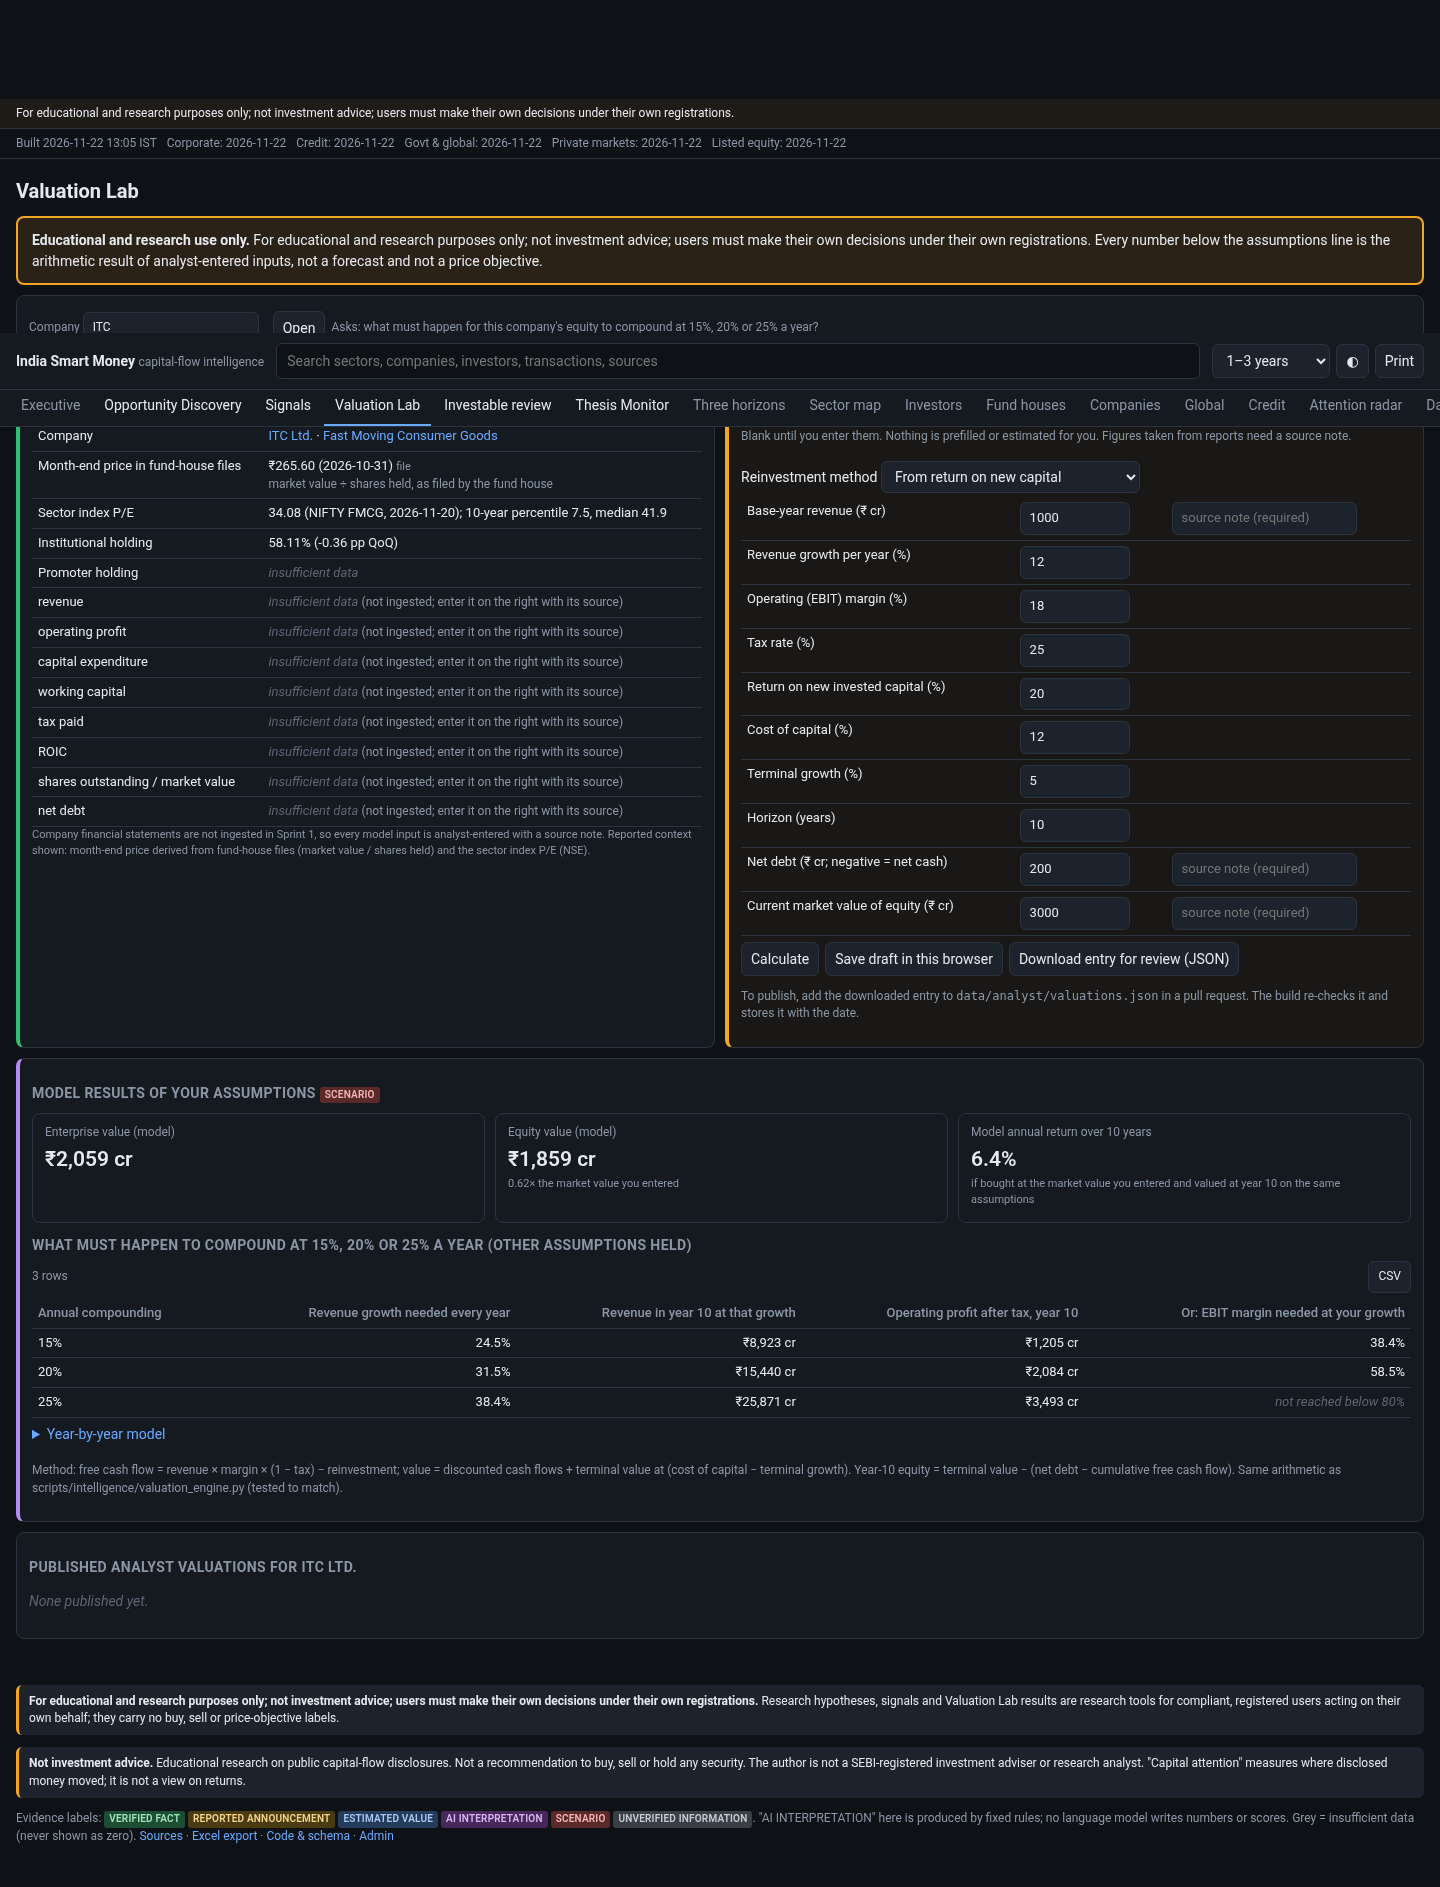 For educational and research purposes only; not investment advice; users must make their own decisions under their own registrations.
Built 2026-11-22 13:05 IST Corporate: 2026-11-22 Credit: 2026-11-22 Govt & global: 2026-11-22 Private markets: 2026-11-22 Listed equity: 2026-11-22
Valuation Lab
Educational and research use only. For educational and research purposes only; not investment advice; users must make their own decisions under their own registrations. Every number below the assumptions line is the
arithmetic result of analyst-entered inputs, not a forecast and not a price objective.
Company ITC Open Asks: what must happen for this company's equity to compound at 15%, 20% or 25% a year?
India Smart Money capital-flow intelligence Search sectors, companies, investors, transactions, sources 1–3 years Print
Executive Opportunity Discovery Signals Valuation Lab Investable review Thesis Monitor Three horizons Sector map Investors Fund houses Companies Global Credit Attention radar Da
Company ITC Ltd. · Fast Moving Consumer Goods
Month-end price in fund-house files ₹265.60 (2026-10-31) file
market value ÷ shares held, as filed by the fund house
Sector index P/E 34.08 (NIFTY FMCG, 2026-11-20); 10-year percentile 7.5, median 41.9
Institutional holding 58.11% (-0.36 pp QoQ)
Promoter holding insufficient data
revenue insufficient data (not ingested; enter it on the right with its source)
operating profit insufficient data (not ingested; enter it on the right with its source)
capital expenditure insufficient data (not ingested; enter it on the right with its source)
working capital insufficient data (not ingested; enter it on the right with its source)
tax paid insufficient data (not ingested; enter it on the right with its source)
ROIC insufficient data (not ingested; enter it on the right with its source)
shares outstanding / market value insufficient data (not ingested; enter it on the right with its source)
net debt insufficient data (not ingested; enter it on the right with its source)
Company financial statements are not ingested in Sprint 1, so every model input is analyst-entered with a source note. Reported context
shown: month-end price derived from fund-house files (market value / shares held) and the sector index P/E (NSE).
Blank until you enter them. Nothing is prefilled or estimated for you. Figures taken from reports need a source note.
Reinvestment method From return on new capital
Base-year revenue (₹ cr) 1000 source note (required)
Revenue growth per year (%) 12
Operating (EBIT) margin (%) 18
Tax rate (%) 25
Return on new invested capital (%) 20
Cost of capital (%) 12
Terminal growth (%) 5
Horizon (years) 10
Net debt (₹ cr; negative = net cash) 200 source note (required)
Current market value of equity (₹ cr) 3000 source note (required)
Calculate Save draft in this browser Download entry for review (JSON)
To publish, add the downloaded entry to data/analyst/valuations.json in a pull request. The build re-checks it and
stores it with the date.
MODEL RESULTS OF YOUR ASSUMPTIONS SCENARIO
Enterprise value (model)
₹2,059 cr
Equity value (model)
₹1,859 cr
0.62× the market value you entered
Model annual return over 10 years
6.4%
if bought at the market value you entered and valued at year 10 on the same
assumptions
WHAT MUST HAPPEN TO COMPOUND AT 15%, 20% OR 25% A YEAR (OTHER ASSUMPTIONS HELD)
3 rows CSV
Annual compounding Revenue growth needed every year Revenue in year 10 at that growth Operating profit after tax, year 10 Or: EBIT margin needed at your growth
15% 24.5% ₹8,923 cr ₹1,205 cr 38.4%
20% 31.5% ₹15,440 cr ₹2,084 cr 58.5%
25% 38.4% ₹25,871 cr ₹3,493 cr not reached below 80%
Year-by-year model
Method: free cash flow = revenue × margin × (1 − tax) − reinvestment; value = discounted cash flows + terminal value at (cost of capital − terminal growth). Year-10 equity = terminal value − (net debt − cumulative free cash flow). Same arithmetic as
scripts/intelligence/valuation_engine.py (tested to match).
PUBLISHED ANALYST VALUATIONS FOR ITC LTD.
None published yet.
For educational and research purposes only; not investment advice; users must make their own decisions under their own registrations. Research hypotheses, signals and Valuation Lab results are research tools for compliant, registered users acting on their
own behalf; they carry no buy, sell or price-objective labels.
Not investment advice. Educational research on public capital-flow disclosures. Not a recommendation to buy, sell or hold any security. The author is not a SEBI-registered investment adviser or research analyst. "Capital attention" measures where disclosed
money moved; it is not a view on returns.
Evidence labels: VERIFIED FACT REPORTED ANNOUNCEMENT ESTIMATED VALUE AI INTERPRETATION SCENARIO UNVERIFIED INFORMATION . "AI INTERPRETATION" here is produced by fixed rules; no language model writes numbers or scores. Grey = insufficient data
(never shown as zero). Sources · Excel export · Code & schema · Admin